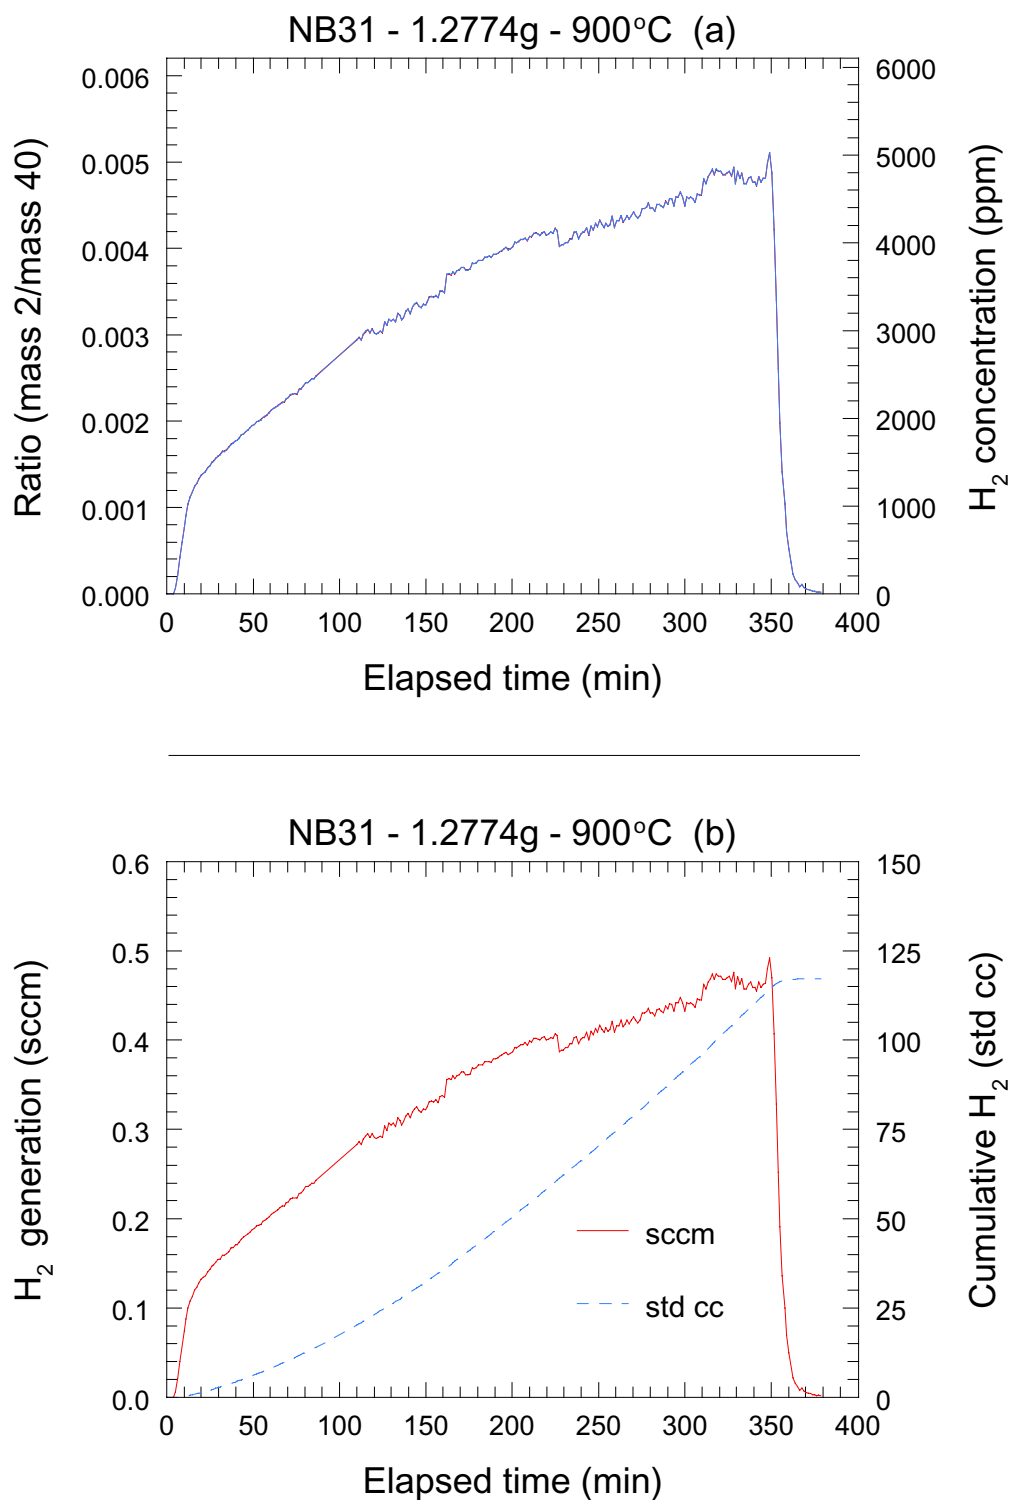 NB31 - 1.2774g - 900°C (a)
0.006
0.005
0.004
0.003
0.002
0.001
0.000
Ratio (mass 2/mass 40)
6000
5000
4000
3000
2000
1000
0
H₂ concentration (ppm)
0 50 100 150 200 250 300 350 400
Elapsed time (min)
NB31 - 1.2774g - 900°C (b)
0.6
0.5
0.4
0.3
0.2
0.1
0.0
H₂ generation (sccm)
150
125
100
75
50
25
0
Cumulative H₂ (std cc)
sccm
std cc
0 50 100 150 200 250 300 350 400
Elapsed time (min)